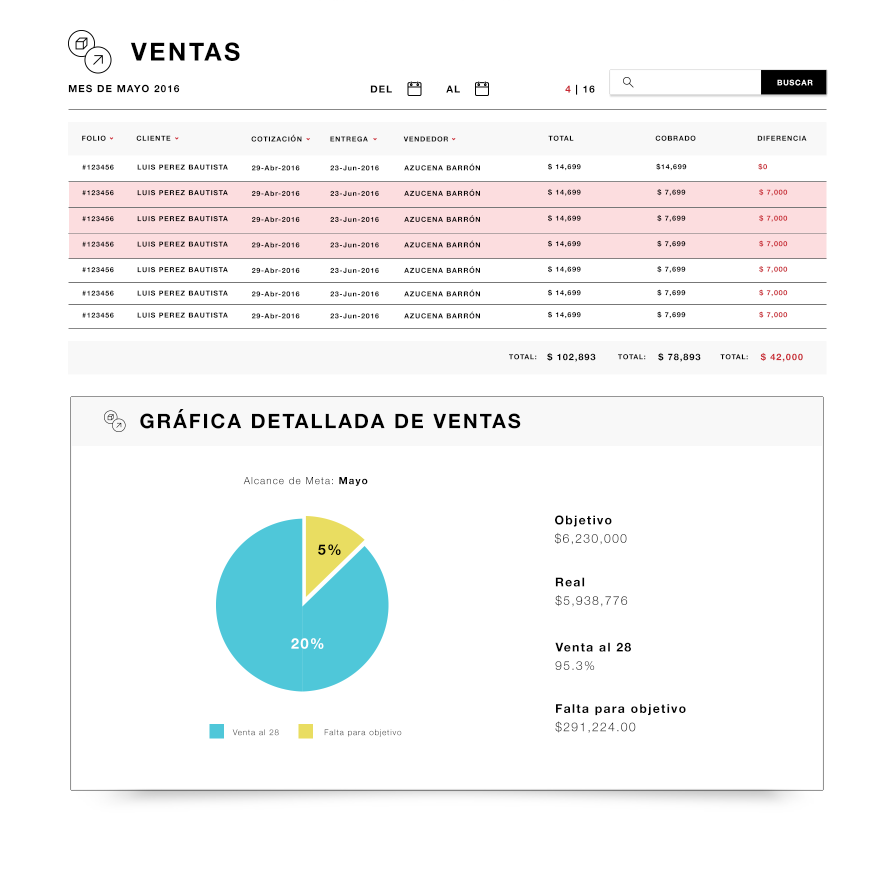 VENTAS
MES DE MAYO 2016
DEL AL 4 | 16 BUSCAR
FOLIO CLIENTE COTIZACIÓN ENTREGA VENDEDOR TOTAL COBRADO DIFERENCIA
#123456 LUIS PEREZ BAUTISTA 29-Abr-2016 23-Jun-2016 AZUCENA BARRÓN $ 14,699 $14,699 $0
#123456 LUIS PEREZ BAUTISTA 29-Abr-2016 23-Jun-2016 AZUCENA BARRÓN $ 14,699 $ 7,699 $ 7,000
#123456 LUIS PEREZ BAUTISTA 29-Abr-2016 23-Jun-2016 AZUCENA BARRÓN $ 14,699 $ 7,699 $ 7,000
#123456 LUIS PEREZ BAUTISTA 29-Abr-2016 23-Jun-2016 AZUCENA BARRÓN $ 14,699 $ 7,699 $ 7,000
#123456 LUIS PEREZ BAUTISTA 29-Abr-2016 23-Jun-2016 AZUCENA BARRÓN $ 14,699 $ 7,699 $ 7,000
#123456 LUIS PEREZ BAUTISTA 29-Abr-2016 23-Jun-2016 AZUCENA BARRÓN $ 14,699 $ 7,699 $ 7,000
#123456 LUIS PEREZ BAUTISTA 29-Abr-2016 23-Jun-2016 AZUCENA BARRÓN $ 14,699 $ 7,699 $ 7,000
TOTAL: $ 102,893 TOTAL: $ 78,893 TOTAL: $ 42,000
GRÁFICA DETALLADA DE VENTAS
Alcance de Meta: Mayo
5%
20%
Venta al 28 Falta para objetivo
Objetivo
$6,230,000
Real
$5,938,776
Venta al 28
95.3%
Falta para objetivo
$291,224.00